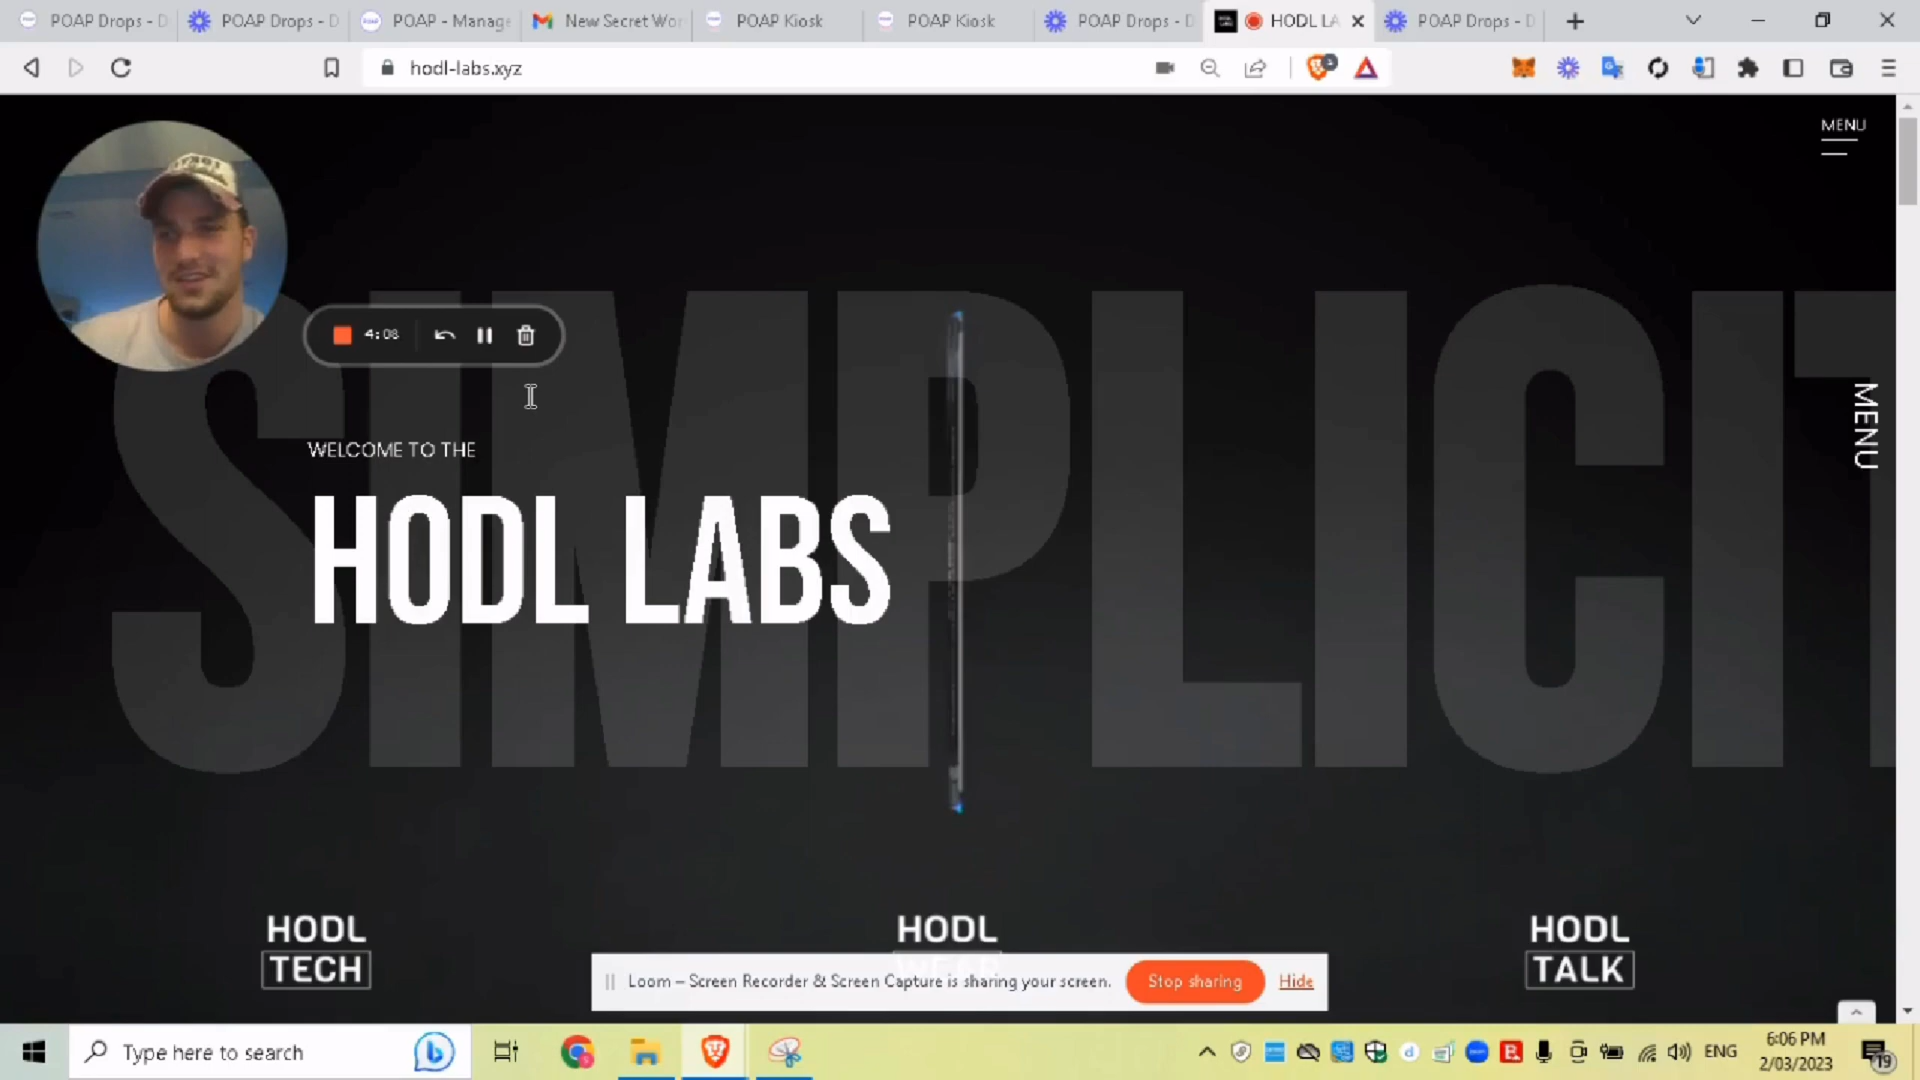 POAP Drops - D
POAP Drops - D
POAP - Manage
New Secret Wor
POAP Kiosk
POAP Kiosk
POAP Drops - D
HODL LA
POAP Drops - D
hodl-labs.xyz
MENU
SIMPLICIT
4:08
MENU
WELCOME TO THE
HODL LABS
HODL
TECH
HODL
HODL
TALK
Loom – Screen Recorder & Screen Capture is sharing your screen.
Stop sharing
Hide
Type here to search
ENG
6:06 PM
2/03/2023
19